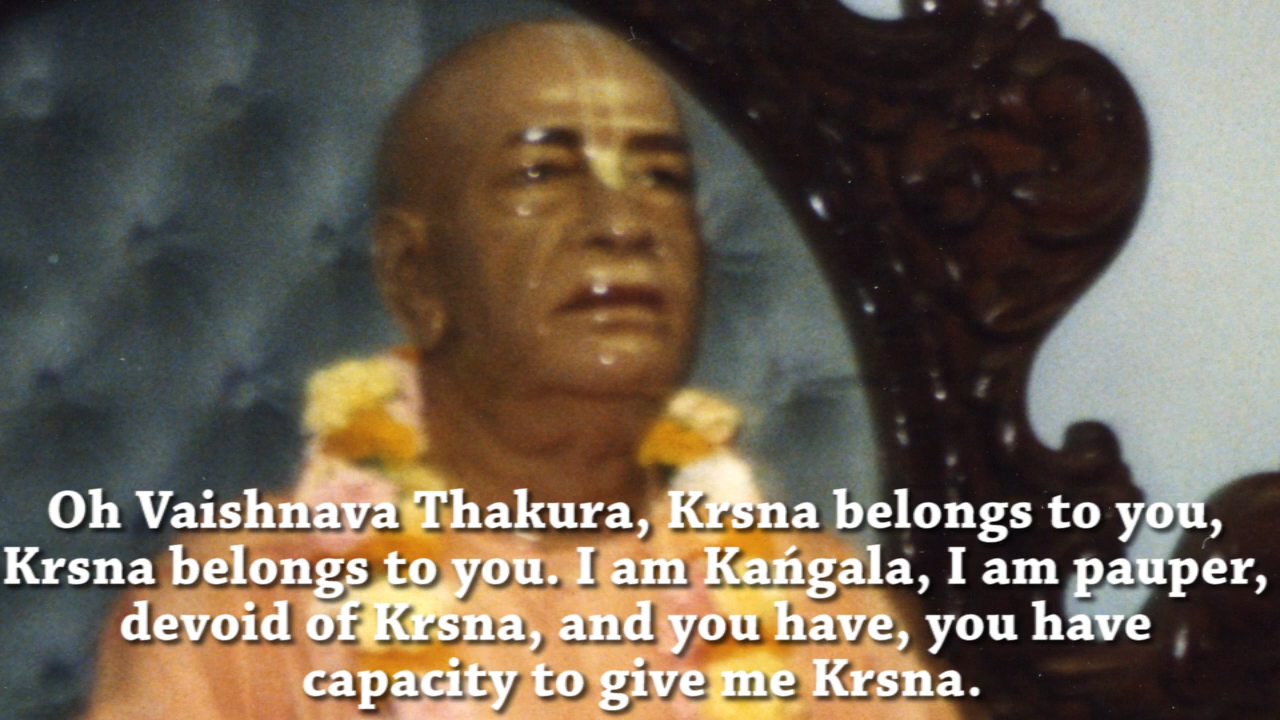 Oh Vaishnava Thakura, Krsna belongs to you,
Krsna belongs to you. I am Kańgala, I am pauper,
devoid of Krsna, and you have, you have
capacity to give me Krsna.